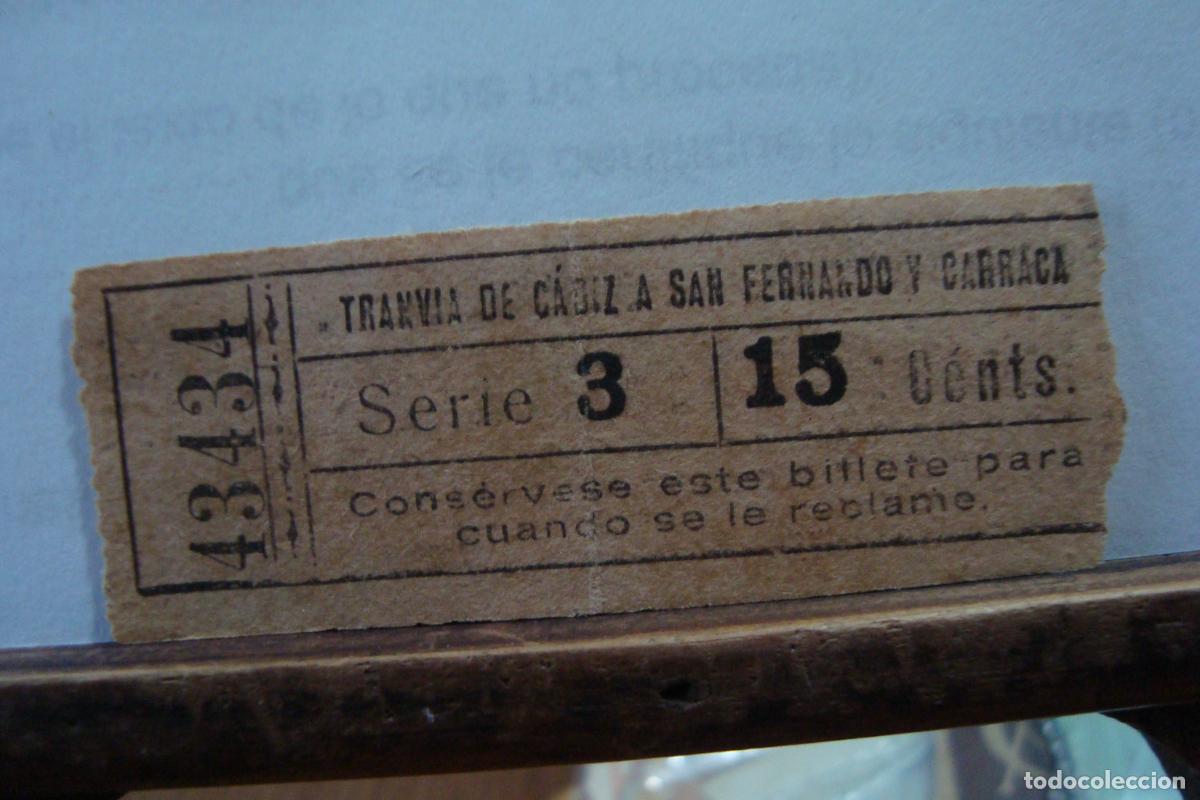 TRANVIA DE CÁDIZ A SAN FERNANDO Y CARRACA
43434
Serie 3
15 Cénts.
Consérvese este billete para
cuando se le reclame.
todocoleccion